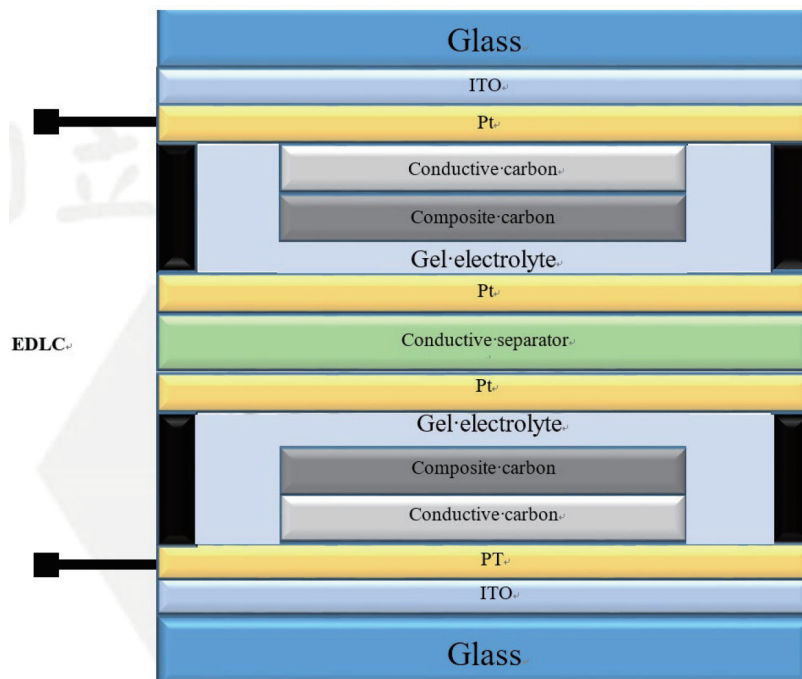 Glass
ITO
Pt
Conductive·carbon
Composite·carbon
Gel·electrolyte
Pt
EDLC
Conductive·separator
Pt
Gel·electrolyte
Composite·carbon
Conductive·carbon
PT
ITO
Glass